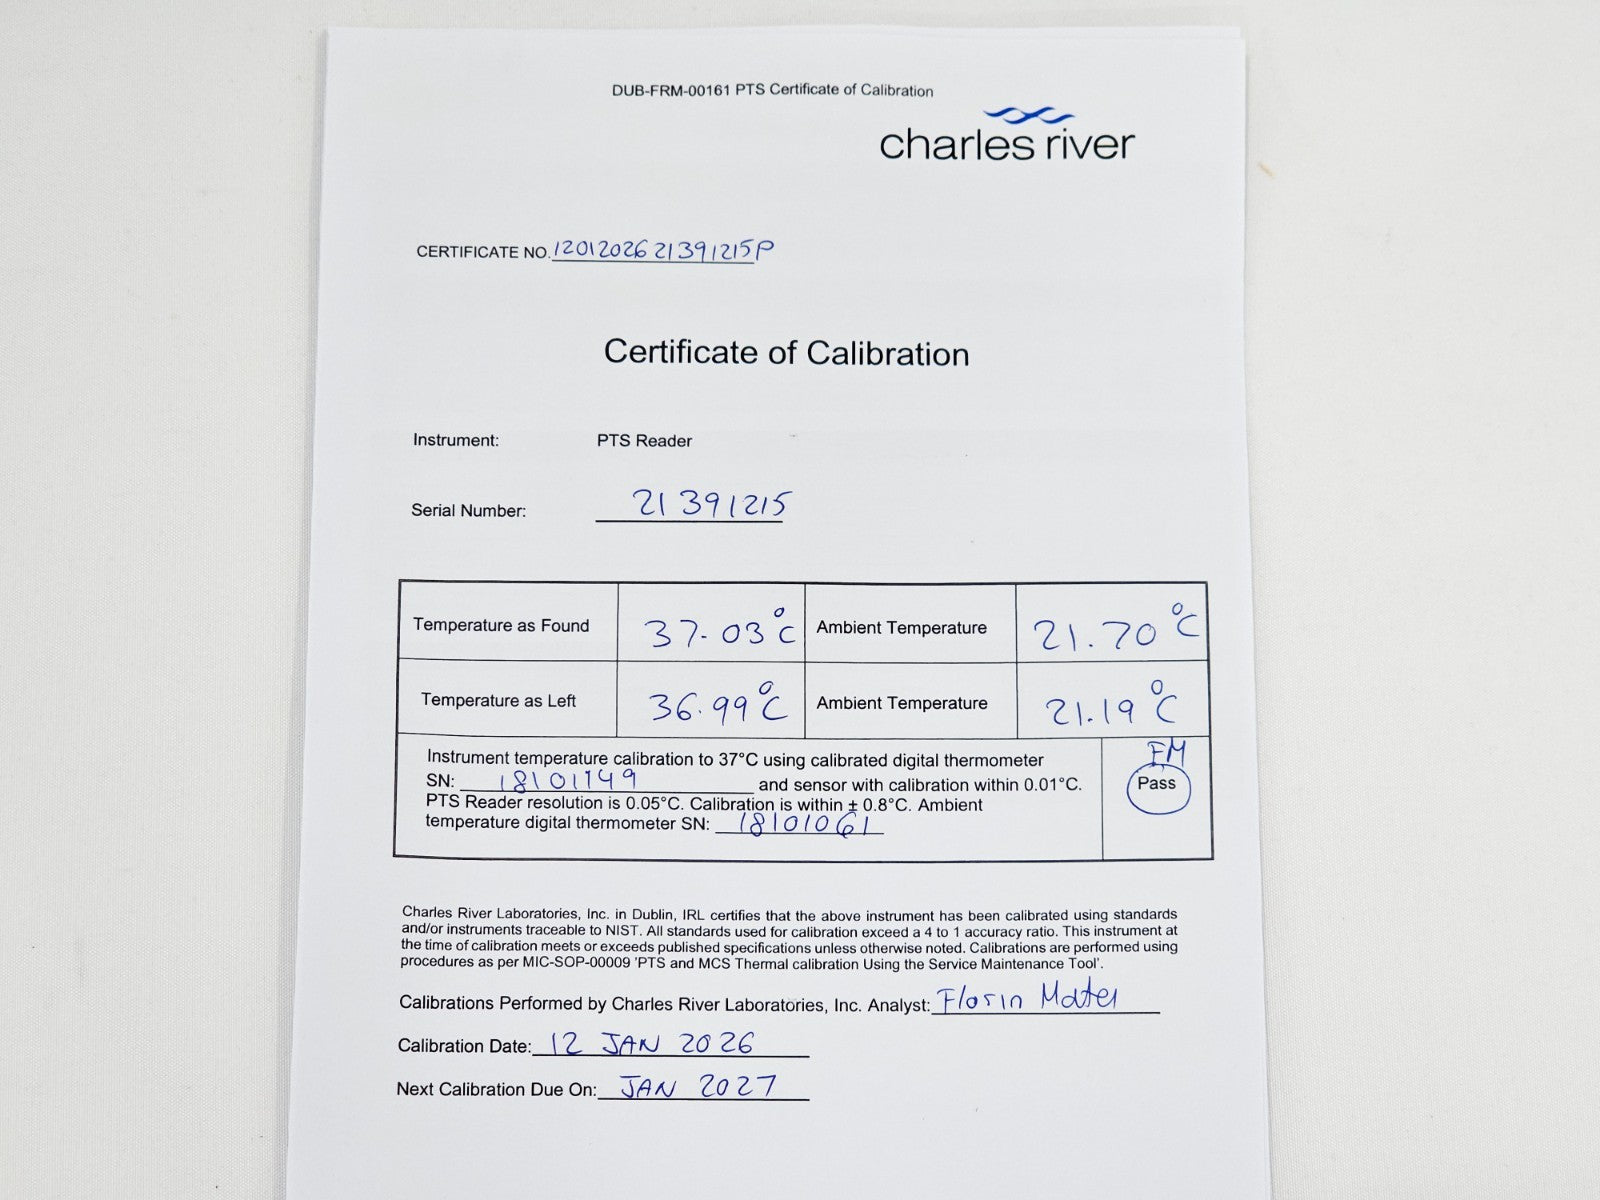 DUB-FRM-00161 PTS Certificate of Calibration
charles river
CERTIFICATE NO. 1201202621391215P
Certificate of Calibration
Instrument: PTS Reader
Serial Number: 21391215
Temperature as Found 37.03°C Ambient Temperature 21.70°C
Temperature as Left 36.99°C Ambient Temperature 21.19°C
Instrument temperature calibration to 37°C using calibrated digital thermometer
SN: 18101149 and sensor with calibration within 0.01°C.
PTS Reader resolution is 0.05°C. Calibration is within ± 0.8°C. Ambient
temperature digital thermometer SN: 18101061
FM
Pass
Charles River Laboratories, Inc. in Dublin, IRL certifies that the above instrument has been calibrated using standards
and/or instruments traceable to NIST. All standards used for calibration exceed a 4 to 1 accuracy ratio. This instrument at
the time of calibration meets or exceeds published specifications unless otherwise noted. Calibrations are performed using
procedures as per MIC-SOP-00009 'PTS and MCS Thermal calibration Using the Service Maintenance Tool'.
Calibrations Performed by Charles River Laboratories, Inc. Analyst: Florin Matei
Calibration Date: 12 JAN 2026
Next Calibration Due On: JAN 2027